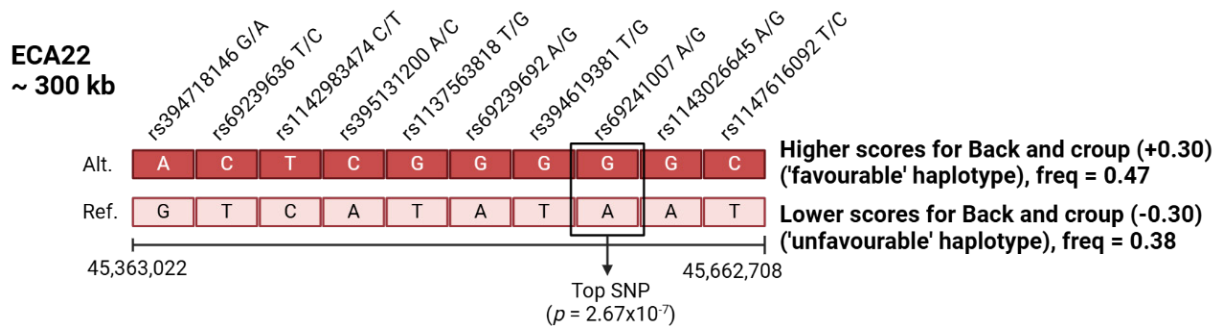 ECA22
~ 300 kb
rs394718146 G/A
rs69239636 T/C
rs1142983474 C/T
rs395131200 A/C
rs1137563818 T/G
rs69239692 A/G
rs394619381 T/G
rs69241007 A/G
rs1143026645 A/G
rs1147616092 T/C
Alt. A C T C G G G G G C
Higher scores for Back and croup (+0.30)
('favourable' haplotype), freq = 0.47
Ref. G T C A T A T A A T
Lower scores for Back and croup (-0.30)
('unfavourable' haplotype), freq = 0.38
45,363,022
45,662,708
Top SNP
(p = 2.67x10⁻⁷)